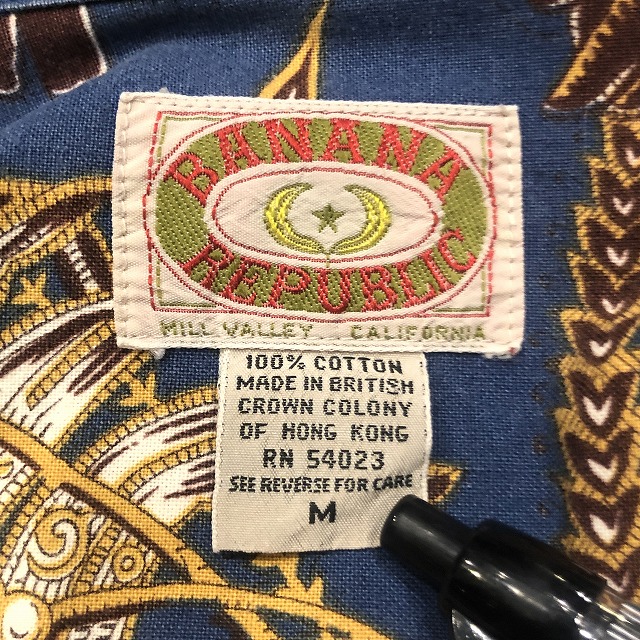 BANANA
REPUBLIC
MILL VALLEY CALIFORNIA
100% COTTON
MADE IN BRITISH
CROWN COLONY
OF HONG KONG
RN 54023
SEE REVERSE FOR CARE
M